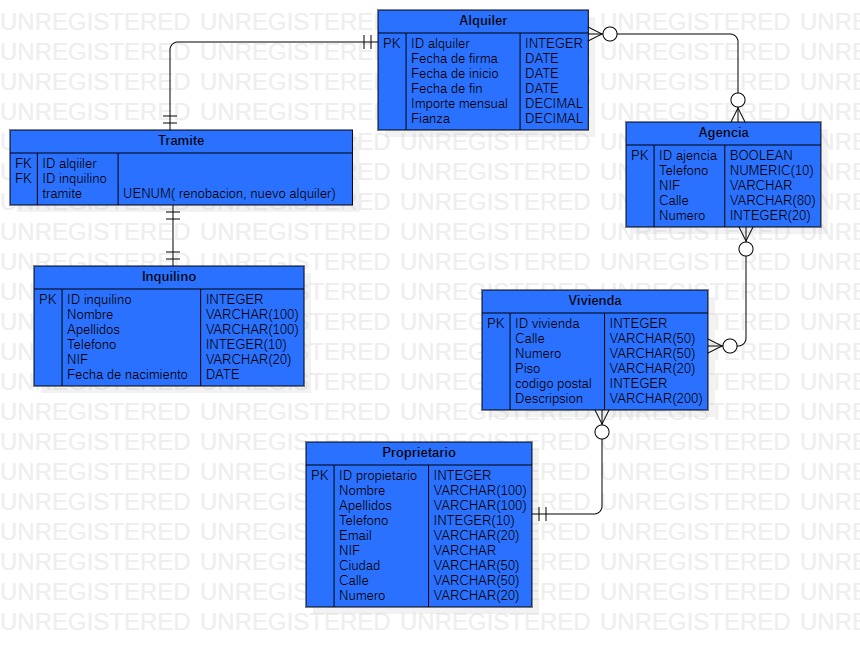 Alquiler
PK ID alquiler INTEGER
Fecha de firma DATE
Fecha de inicio DATE
Fecha de fin DATE
Importe mensual DECIMAL
Fianza DECIMAL
Tramite
FK ID alqiiler
FK ID inquilino
tramite UENUM( renobacion, nuevo alquiler)
Agencia
PK ID ajencia BOOLEAN
Telefono NUMERIC(10)
NIF VARCHAR
Calle VARCHAR(80)
Numero INTEGER(20)
Inquilino
PK ID inquilino INTEGER
Nombre VARCHAR(100)
Apellidos VARCHAR(100)
Telefono INTEGER(10)
NIF VARCHAR(20)
Fecha de nacimiento DATE
Vivienda
PK ID vivienda INTEGER
Calle VARCHAR(50)
Numero VARCHAR(50)
Piso VARCHAR(20)
codigo postal INTEGER
Descripsion VARCHAR(200)
Proprietario
PK ID propietario INTEGER
Nombre VARCHAR(100)
Apellidos VARCHAR(100)
Telefono INTEGER(10)
Email VARCHAR(20)
NIF VARCHAR
Ciudad VARCHAR(50)
Calle VARCHAR(50)
Numero VARCHAR(20)
UNREGISTERED